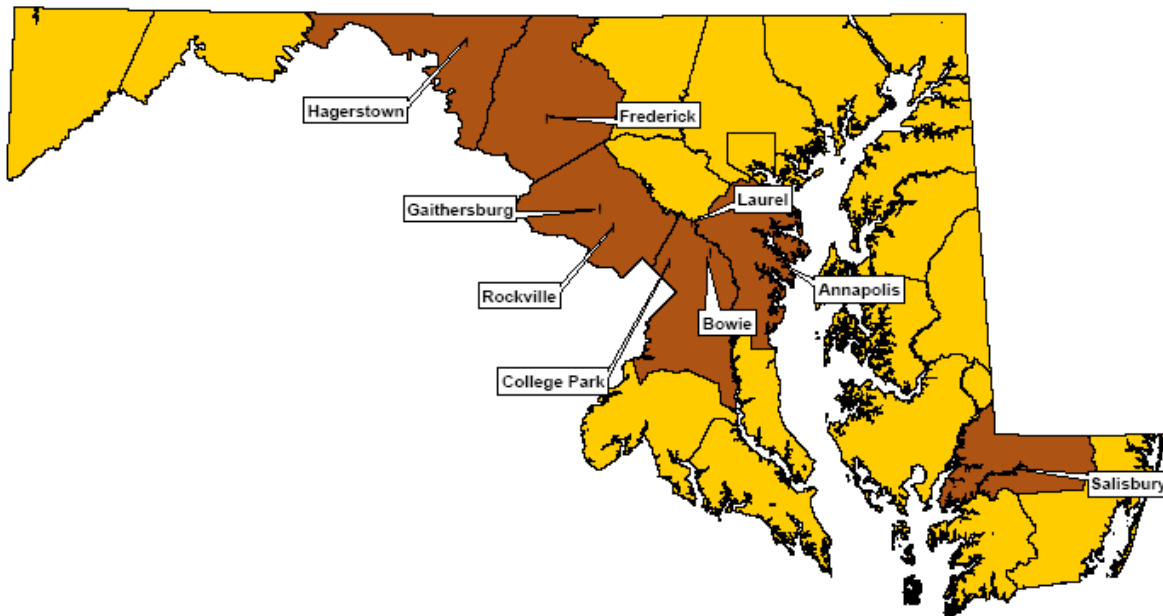 Hagerstown
Frederick
Gaithersburg
Laurel
Rockville
Annapolis
Bowie
College Park
Salisbury